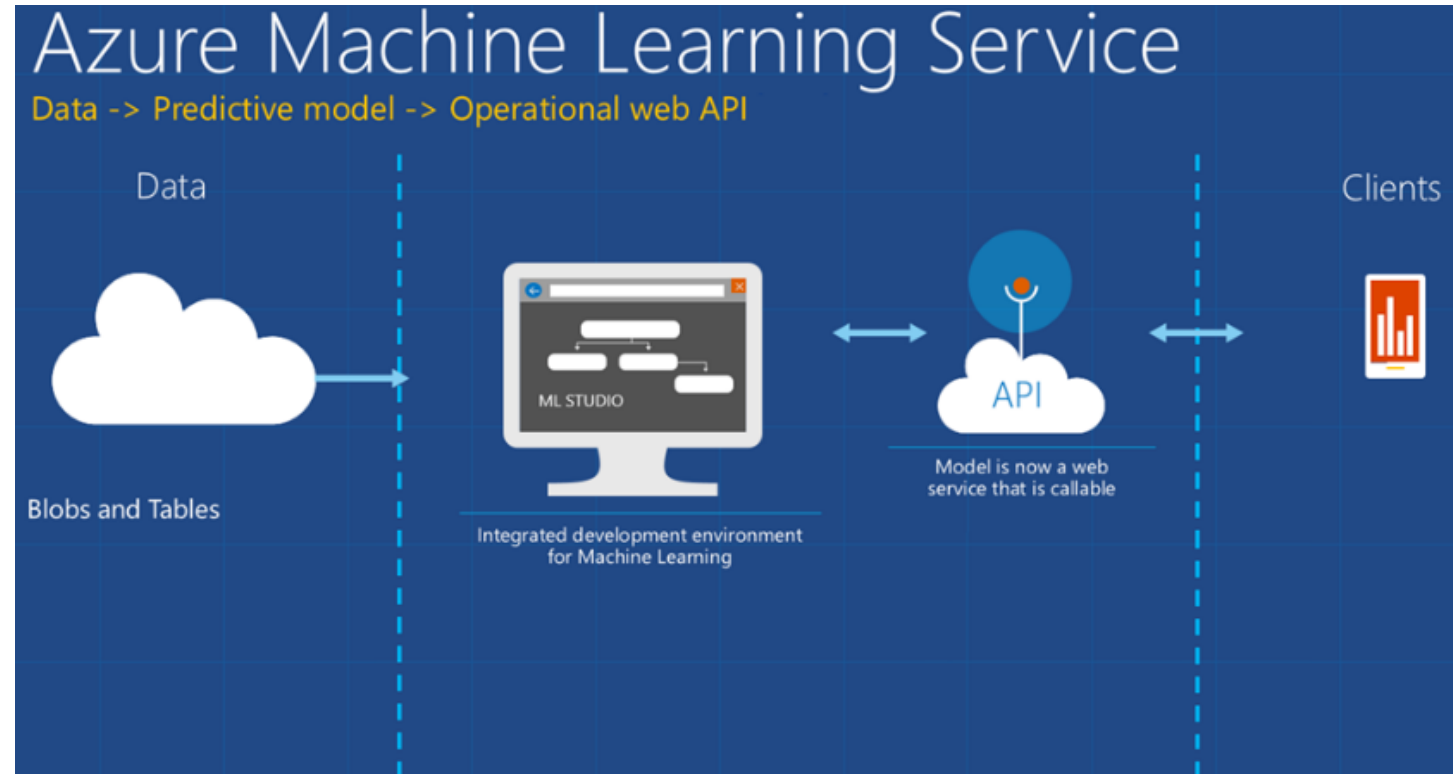 Azure Machine Learning Service
Data -> Predictive model -> Operational web API
Data
Clients
ML STUDIO
API
Blobs and Tables
Integrated development environment
for Machine Learning
Model is now a web
service that is callable